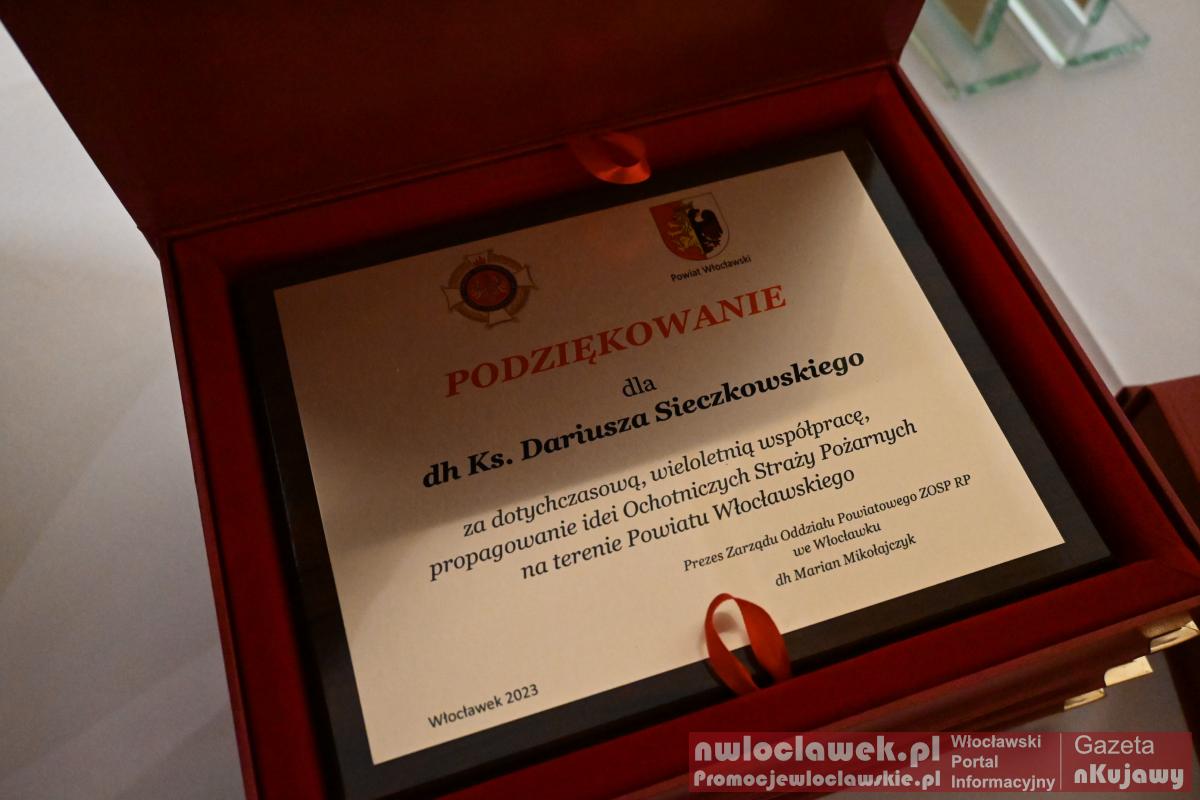 Powiat Włocławski
PODZIĘKOWANIE
dla
dh Ks. Dariusza Sieczkowskiego
za dotychczasową, wieloletnią współpracę,
propagowanie idei Ochotniczych Straży Pożarnych
na terenie Powiatu Włocławskiego
Prezes Zarządu Oddziału Powiatowego ZOSP RP
we Włocławku
dh Marian Mikołajczyk
Włocławek 2023
nwloclawek.pl
Promocjewloclawskie.pl
Włocławski
Portal
Informacyjny
Gazeta
nKujawy